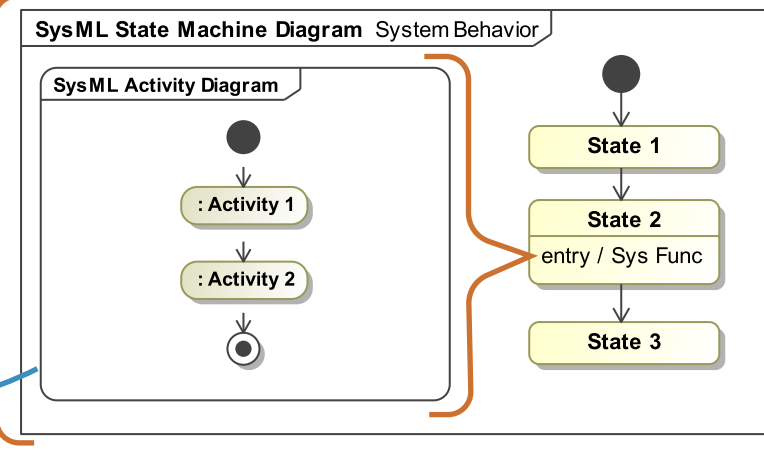 SysML State Machine Diagram System Behavior
SysML Activity Diagram
: Activity 1
: Activity 2
State 1
State 2
entry / Sys Func
State 3